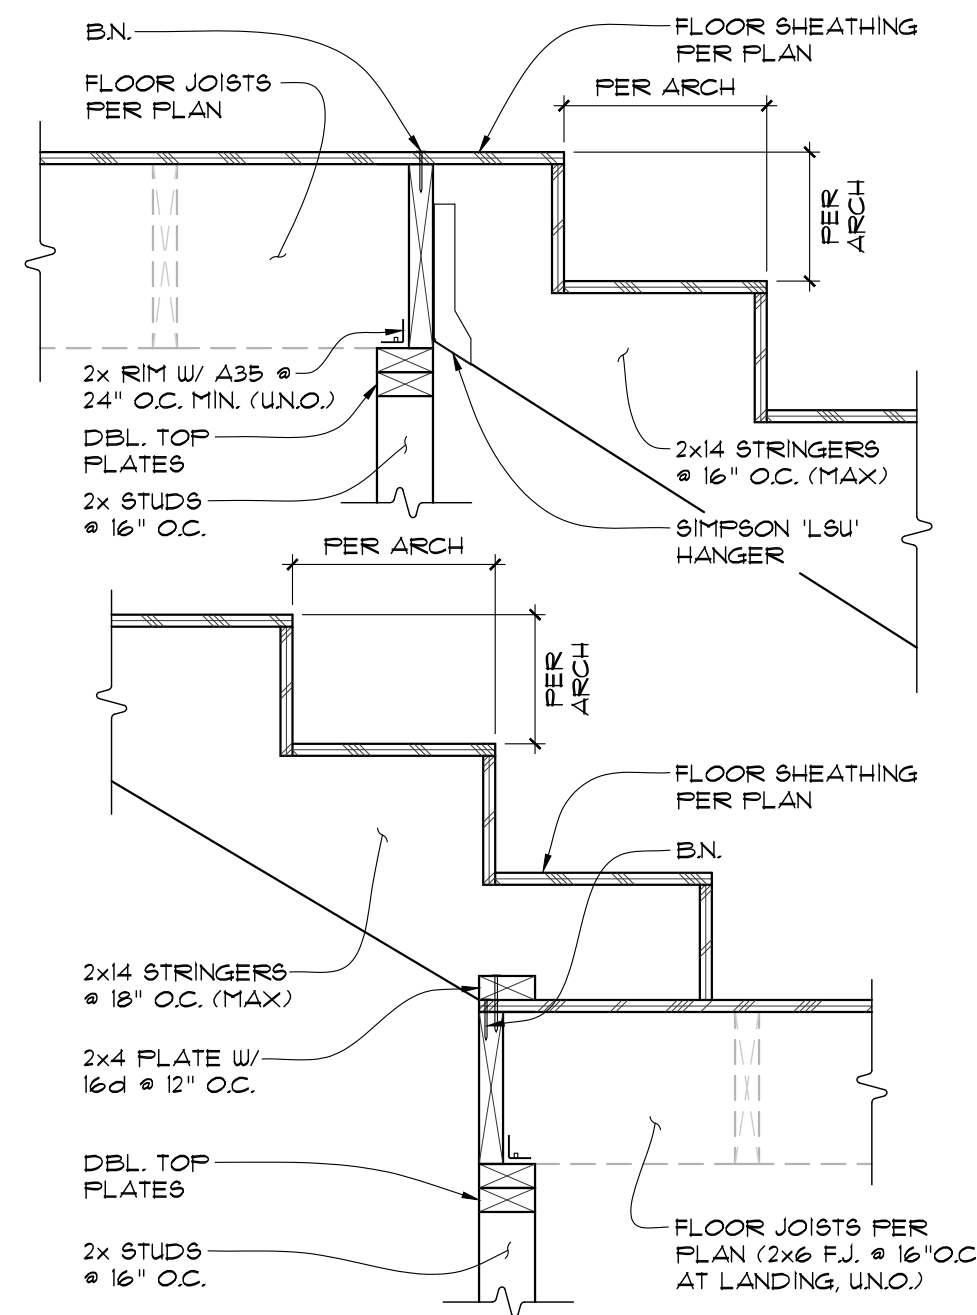 B.N.
FLOOR SHEATHING
PER PLAN
FLOOR JOISTS
PER PLAN
PER ARCH
PER
ARCH
2x RIM W/ A35 @
24" O.C. MIN. (U.N.O.)
DBL. TOP
PLATES
2x STUDS
@ 16" O.C.
2x14 STRINGERS
@ 16" O.C. (MAX)
SIMPSON 'LSU'
HANGER
PER ARCH
PER
ARCH
FLOOR SHEATHING
PER PLAN
B.N.
2x14 STRINGERS
@ 18" O.C. (MAX)
2x4 PLATE W/
16d @ 12" O.C.
DBL. TOP
PLATES
2x STUDS
@ 16" O.C.
FLOOR JOISTS PER
PLAN (2x6 F.J. @ 16"O.C
AT LANDING, U.N.O.)